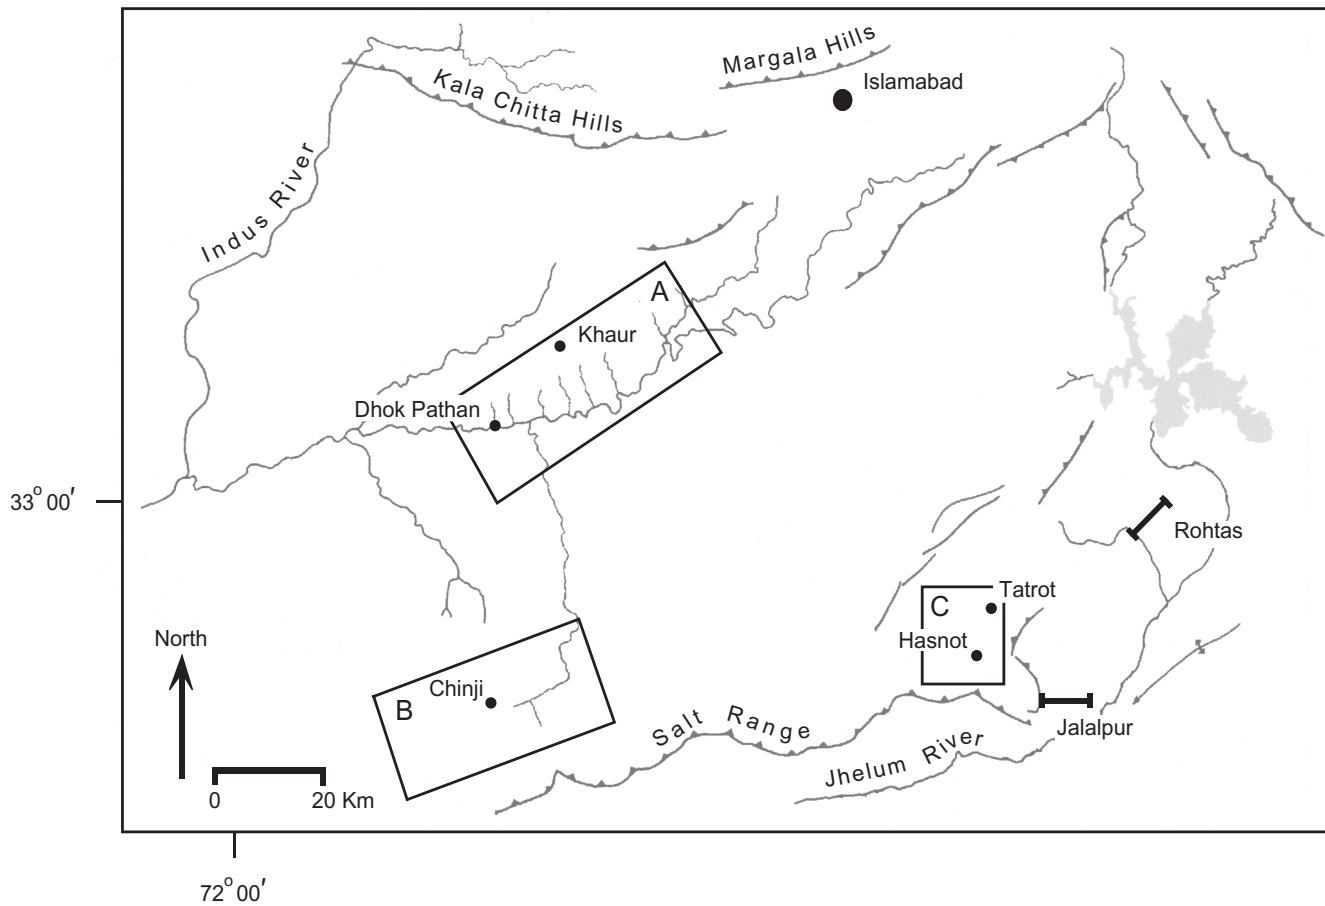 Margala Hills
Islamabad
Kala Chitta Hills
Indus River
A
Khaur
Dhok Pathan
33° 00′
Rohtas
C
Tatrot
Hasnot
North
Chinji
B
Salt Range
Jalalpur
Jhelum River
0 20 Km
72° 00′